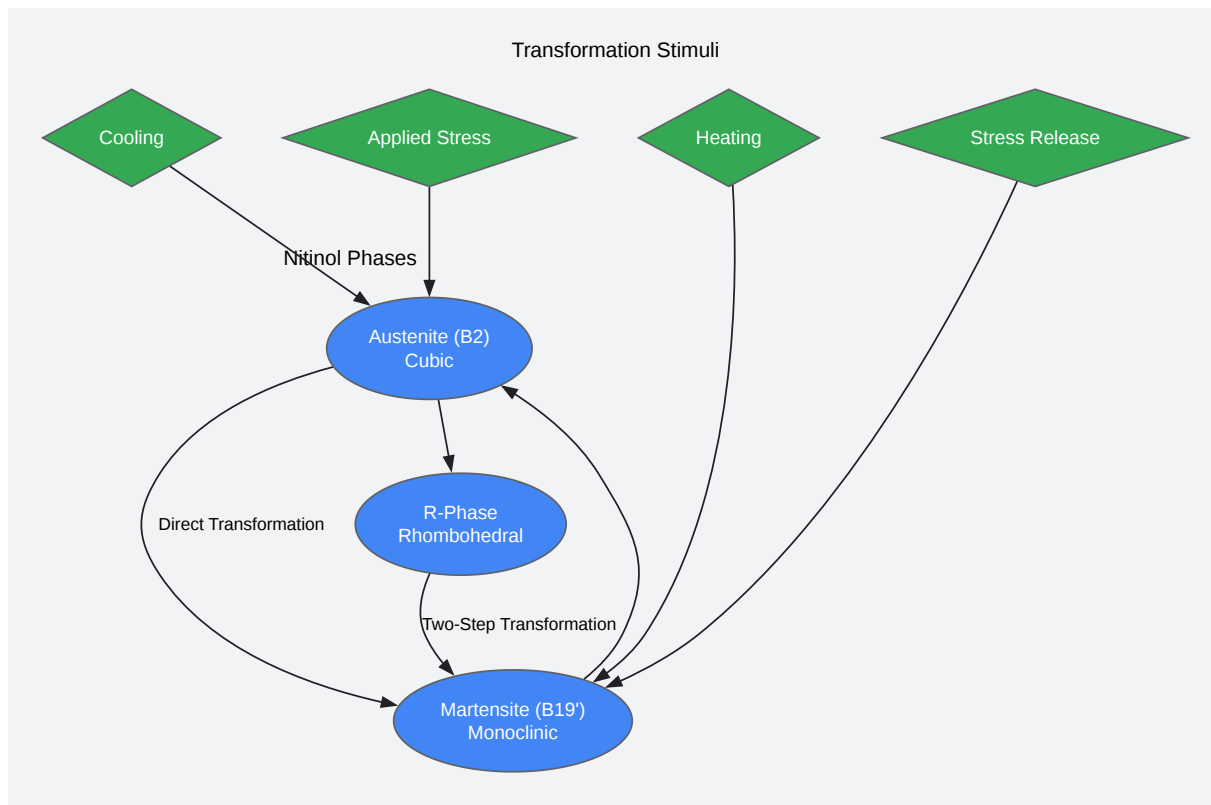 Transformation Stimuli
Cooling
Applied Stress
Heating
Stress Release
Nitinol Phases
Austenite (B2)
Cubic
Direct Transformation
R-Phase
Rhombohedral
Two-Step Transformation
Martensite (B19')
Monoclinic